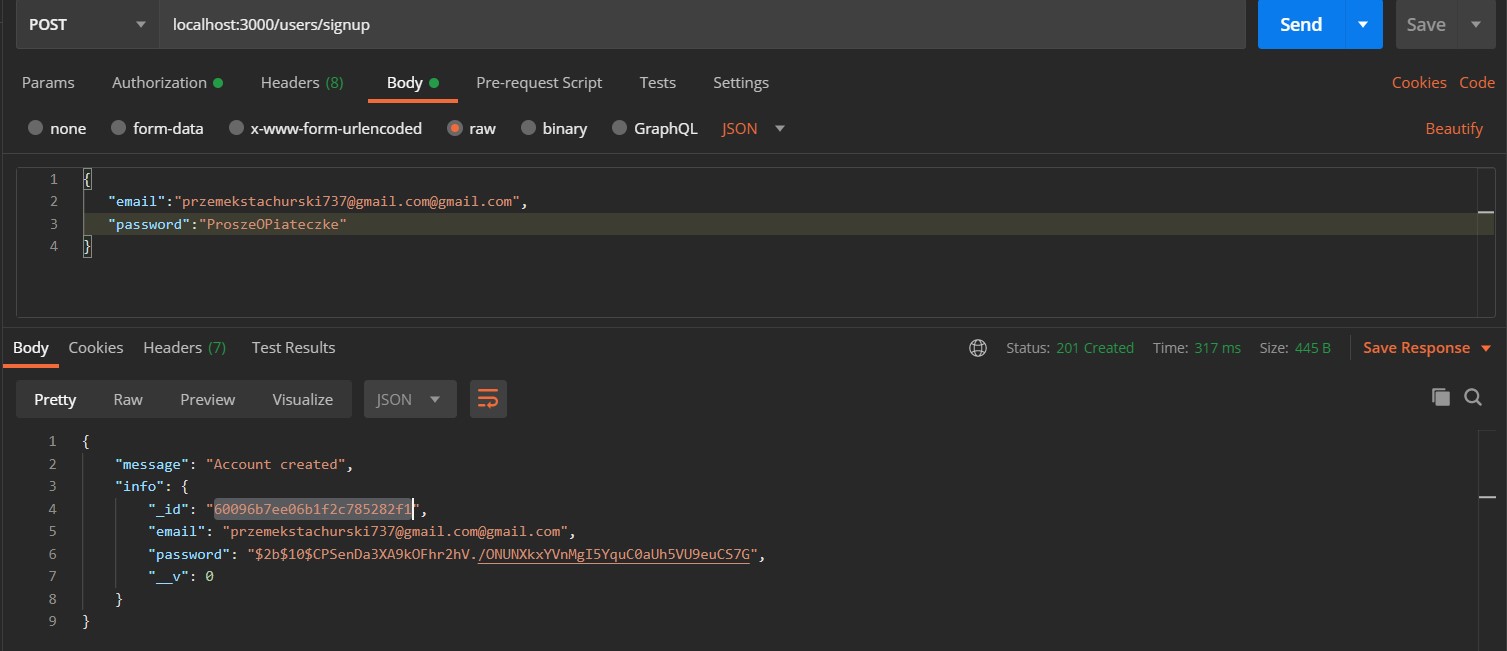 POST localhost:3000/users/signup Send Save
Params Authorization Headers (8) Body Pre-request Script Tests Settings Cookies Code
none form-data x-www-form-urlencoded raw binary GraphQL JSON Beautify
1 {
2 "email":"przemekstachurski737@gmail.com@gmail.com",
3 "password":"ProszeOPiateczke"
4 }
Body Cookies Headers (7) Test Results Status: 201 Created Time: 317 ms Size: 445 B Save Response
Pretty Raw Preview Visualize JSON
1 {
2 "message": "Account created",
3 "info": {
4 "_id": "60096b7ee06b1f2c785282f1",
5 "email": "przemekstachurski737@gmail.com@gmail.com",
6 "password": "$2b$10$CPSenDa3XA9kOFhr2hV./ONUNXkxYVnMgI5YquC0aUh5VU9euCS7G",
7 "__v": 0
8 }
9 }